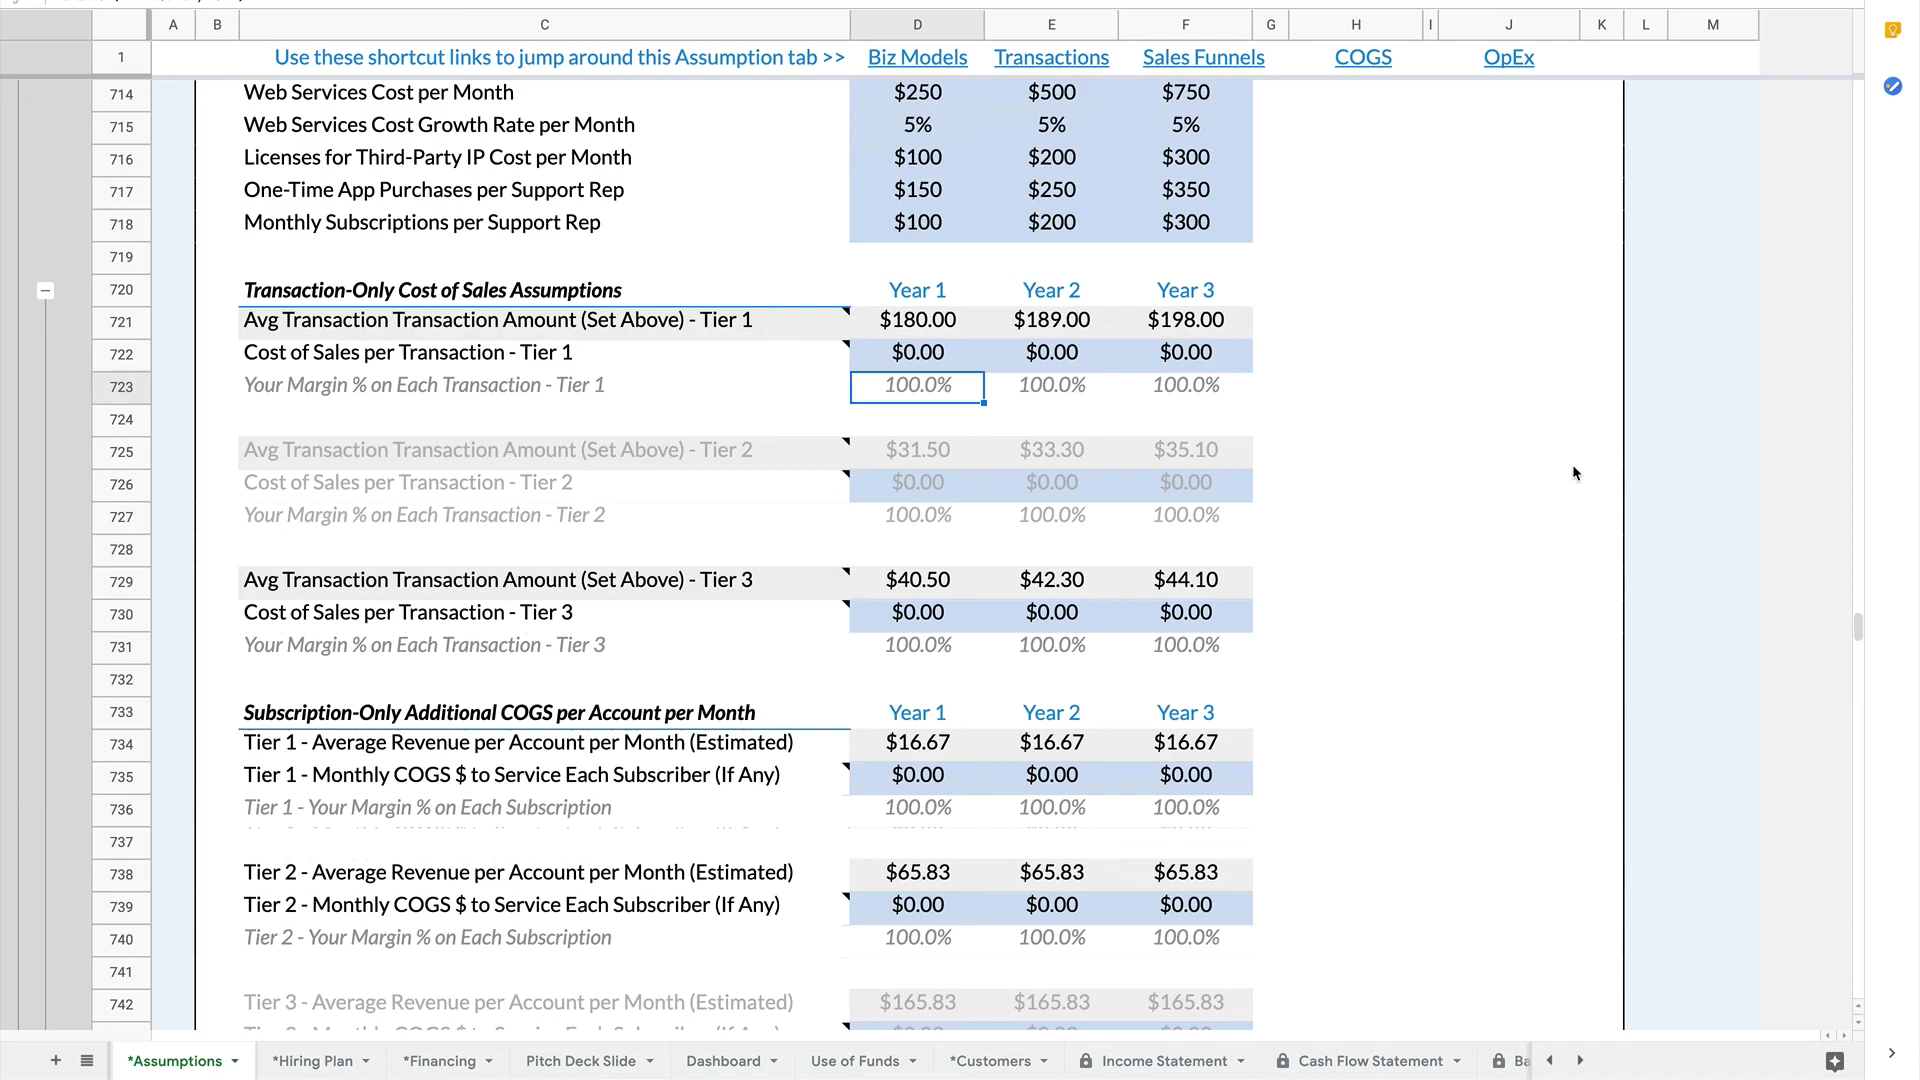 A B C D E F G H I J K L M
1 Use these shortcut links to jump around this Assumption tab >> Biz Models Transactions Sales Funnels COGS OpEx
714 Web Services Cost per Month $250 $500 $750
715 Web Services Cost Growth Rate per Month 5% 5% 5%
716 Licenses for Third-Party IP Cost per Month $100 $200 $300
717 One-Time App Purchases per Support Rep $150 $250 $350
718 Monthly Subscriptions per Support Rep $100 $200 $300
719
720 Transaction-Only Cost of Sales Assumptions Year 1 Year 2 Year 3
721 Avg Transaction Transaction Amount (Set Above) - Tier 1 $180.00 $189.00 $198.00
722 Cost of Sales per Transaction - Tier 1 $0.00 $0.00 $0.00
723 Your Margin % on Each Transaction - Tier 1 100.0% 100.0% 100.0%
724
725 Avg Transaction Transaction Amount (Set Above) - Tier 2 $31.50 $33.30 $35.10
726 Cost of Sales per Transaction - Tier 2 $0.00 $0.00 $0.00
727 Your Margin % on Each Transaction - Tier 2 100.0% 100.0% 100.0%
728
729 Avg Transaction Transaction Amount (Set Above) - Tier 3 $40.50 $42.30 $44.10
730 Cost of Sales per Transaction - Tier 3 $0.00 $0.00 $0.00
731 Your Margin % on Each Transaction - Tier 3 100.0% 100.0% 100.0%
732
733 Subscription-Only Additional COGS per Account per Month Year 1 Year 2 Year 3
734 Tier 1 - Average Revenue per Account per Month (Estimated) $16.67 $16.67 $16.67
735 Tier 1 - Monthly COGS $ to Service Each Subscriber (If Any) $0.00 $0.00 $0.00
736 Tier 1 - Your Margin % on Each Subscription 100.0% 100.0% 100.0%
737
738 Tier 2 - Average Revenue per Account per Month (Estimated) $65.83 $65.83 $65.83
739 Tier 2 - Monthly COGS $ to Service Each Subscriber (If Any) $0.00 $0.00 $0.00
740 Tier 2 - Your Margin % on Each Subscription 100.0% 100.0% 100.0%
741
742 Tier 3 - Average Revenue per Account per Month (Estimated) $165.83 $165.83 $165.83
*Assumptions *Hiring Plan *Financing Pitch Deck Slide Dashboard Use of Funds *Customers Income Statement Cash Flow Statement Ba